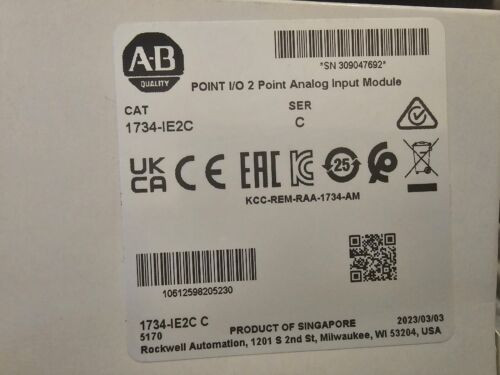 A-B
QUALITY
*SN 309047692*
POINT I/O 2 Point Analog Input Module
CAT
SER
1734-IE2C
C
UK CA
CE
EAC
KC
25
KCC-REM-RAA-1734-AM
10612598205230
1734-IE2C C
5170
PRODUCT OF SINGAPORE
2023/03/03
Rockwell Automation, 1201 S 2nd St, Milwaukee, WI 53204, USA